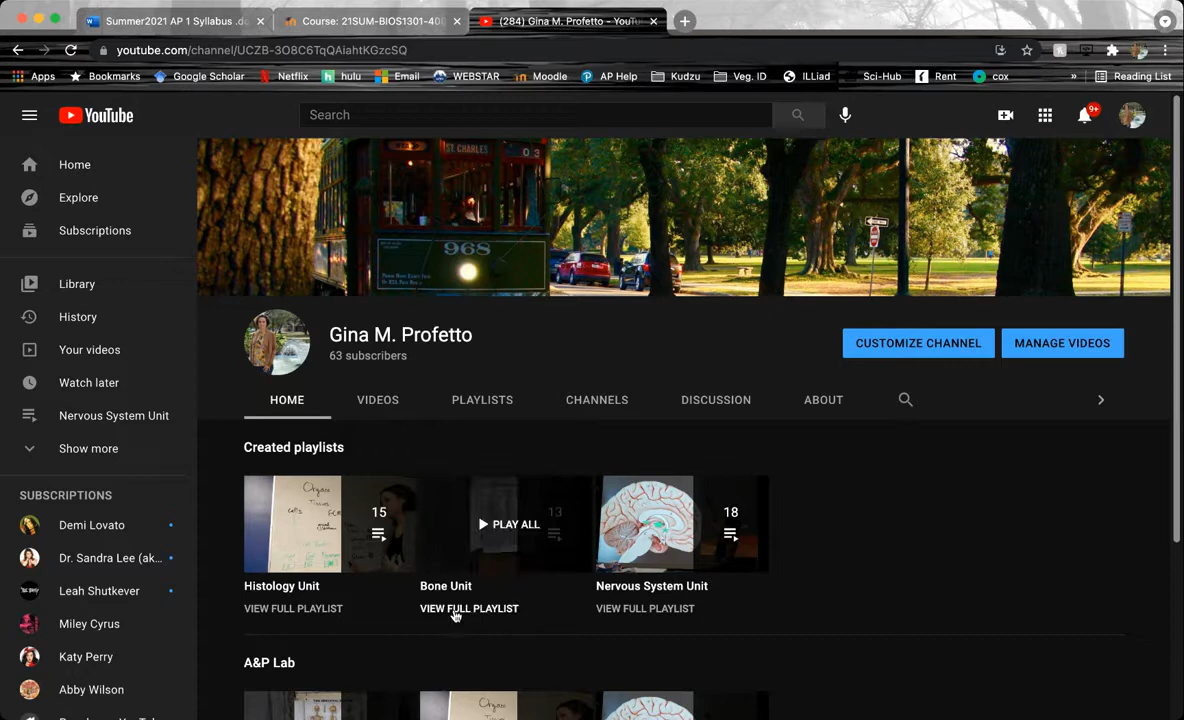 Summer2021 AP 1 Syllabus .do
Course: 21SUM-BIOS1301-40
(284) Gina M. Profetto - YouTu
youtube.com/channel/UCZB-3O8C6TqQAiahtKGzcSQ
Apps Bookmarks Google Scholar Netflix hulu Email WEBSTAR Moodle AP Help Kudzu Veg. ID ILLiad Sci-Hub Rent cox » Reading List
YouTube
Search
9+
Home
Explore
Subscriptions
Library
History
Your videos
Watch later
Nervous System Unit
Show more
SUBSCRIPTIONS
Demi Lovato
Dr. Sandra Lee (ak...
Leah Shutkever
Miley Cyrus
Katy Perry
Abby Wilson
ST. CHARLES
968
Gina M. Profetto
63 subscribers
CUSTOMIZE CHANNEL
MANAGE VIDEOS
HOME VIDEOS PLAYLISTS CHANNELS DISCUSSION ABOUT
Created playlists
Organs
Tissues
Cells
15
PLAY ALL
13
18
Histology Unit
VIEW FULL PLAYLIST
Bone Unit
VIEW FULL PLAYLIST
Nervous System Unit
VIEW FULL PLAYLIST
A&P Lab
Organs
Tissues